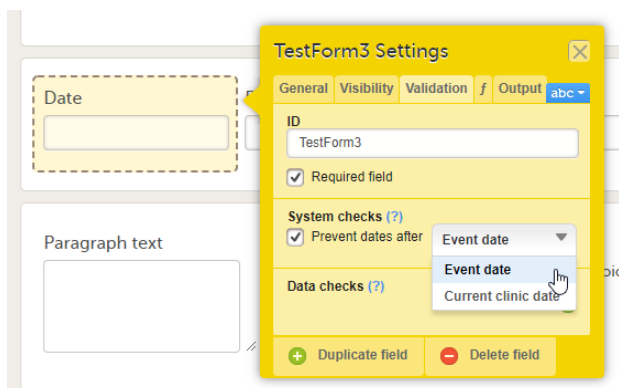 TestForm3 Settings
General Visibility Validation f Output abc
Date
ID
TestForm3
Required field
System checks (?)
Prevent dates after Event date
Event date
Current clinic date
Paragraph text
Data checks (?)
Duplicate field Delete field